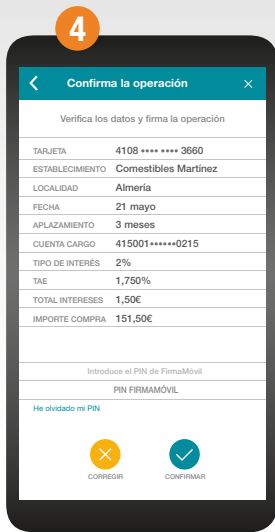 4
Confirma la operación
Verifica los datos y firma la operación
TARJETA 4108 •••• •••• 3660
ESTABLECIMIENTO Comestibles Martínez
LOCALIDAD Almería
FECHA 21 mayo
APLAZAMIENTO 3 meses
CUENTA CARGO 415001••••••0215
TIPO DE INTERÉS 2%
TAE 1,750%
TOTAL INTERESES 1,50€
IMPORTE COMPRA 151,50€
Introduce el PIN de FirmaMóvil
PIN FIRMAMÓVIL
He olvidado mi PIN
CORREGIR CONFIRMAR